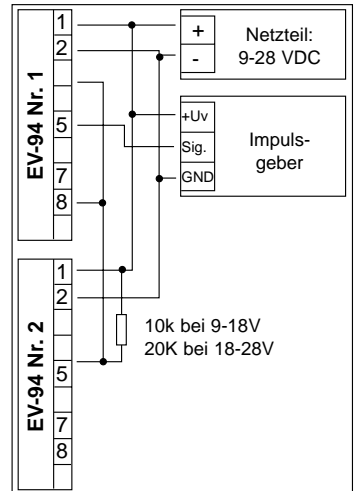 EV-94 Nr. 1
1
2
5
7
8
+
-
Netzteil:
9-28 VDC
+Uv
Sig.
GND
Impuls-
geber
EV-94 Nr. 2
1
2
5
7
8
10k bei 9-18V
20K bei 18-28V